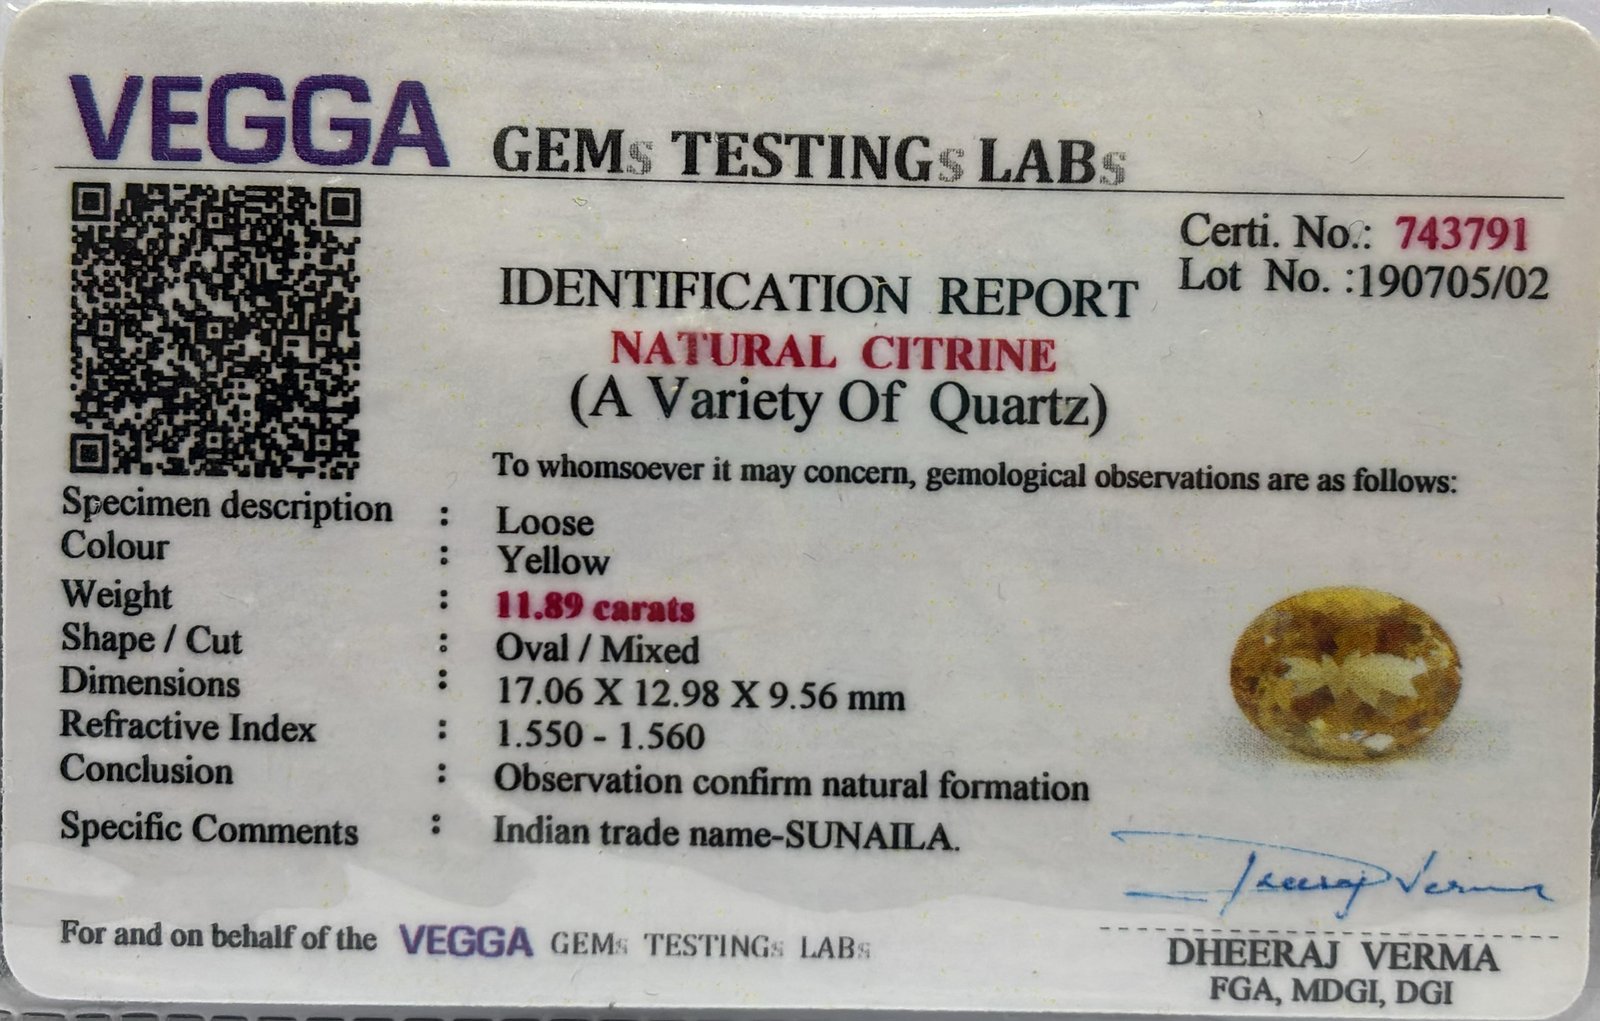 VEGGA GEMs TESTINGs LABs
Certi. No.: 743791
Lot No. :190705/02
IDENTIFICATION REPORT
NATURAL CITRINE
(A Variety Of Quartz)
To whomsoever it may concern, gemological observations are as follows:
Specimen description : Loose
Colour : Yellow
Weight : 11.89 carats
Shape / Cut : Oval / Mixed
Dimensions : 17.06 X 12.98 X 9.56 mm
Refractive Index : 1.550 - 1.560
Conclusion : Observation confirm natural formation
Specific Comments : Indian trade name-SUNAILA.
Dheeraj Verma
For and on behalf of the VEGGA GEMs TESTINGs LABs
DHEERAJ VERMA
FGA, MDGI, DGI